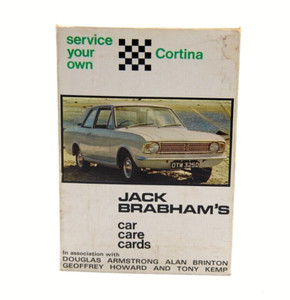 service
your
own
Cortina
OTW 325D
JACK
BRABHAM'S
car
care
cards
In association with
DOUGLAS ARMSTRONG ALAN BRINTON
GEOFFREY HOWARD AND TONY KEMP